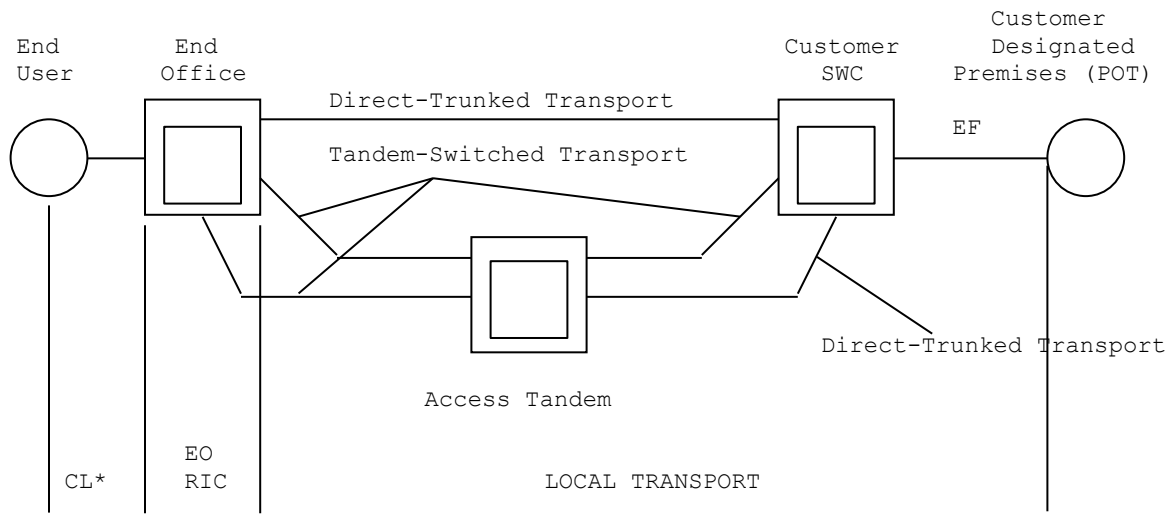 Customer
End End Customer Designated
User Office SWC Premises (POT)
Direct-Trunked Transport
EF
Tandem-Switched Transport
Direct-Trunked Transport
Access Tandem
EO
CL* RIC LOCAL TRANSPORT